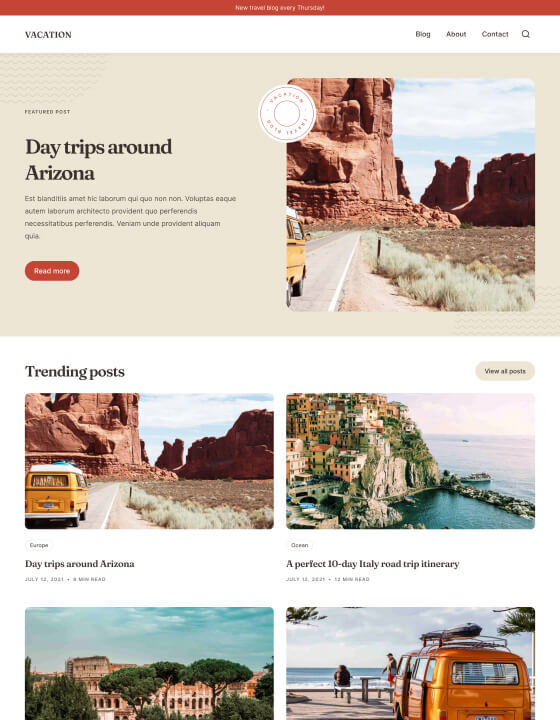 New travel blog every Thursday!
VACATION
Blog
About
Contact
FEATURED POST
VACATION
TRAVEL BLOG
Day trips around
Arizona
Est blanditiis amet hic laborum qui quo non non. Voluptas eaque
autem laborum architecto provident quo perferendis
necessitatibus perferendis. Veniam unde provident aliquam
quia.
Read more
Trending posts
View all posts
Europe
Day trips around Arizona
JULY 12, 2021 • 8 MIN READ
Ocean
A perfect 10-day Italy road trip itinerary
JULY 12, 2021 • 12 MIN READ